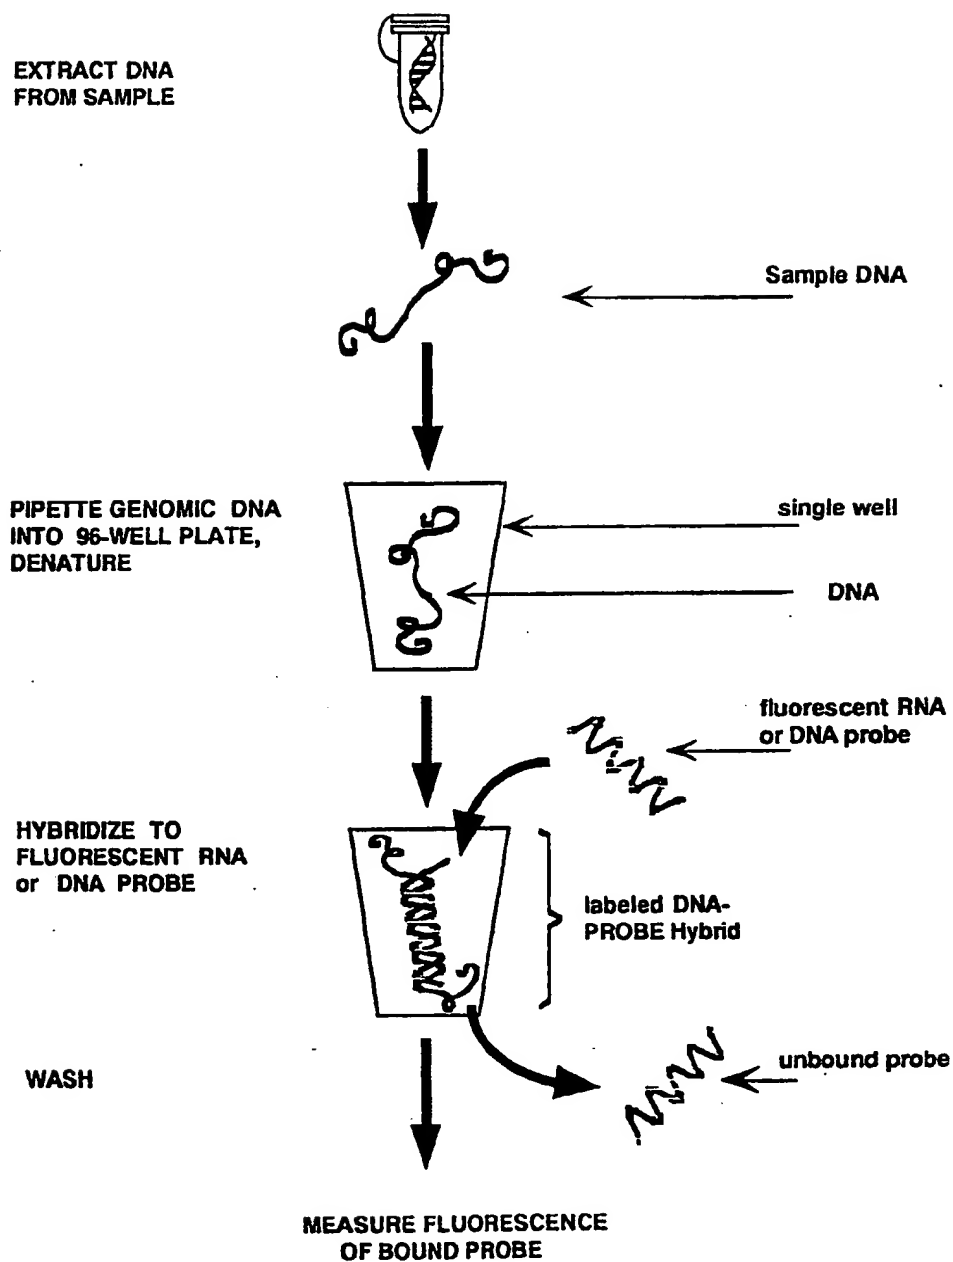 EXTRACT DNA
FROM SAMPLE
Sample DNA
PIPETTE GENOMIC DNA
INTO 96-WELL PLATE,
DENATURE
single well
DNA
fluorescent RNA
or DNA probe
HYBRIDIZE TO
FLUORESCENT RNA
or DNA PROBE
labeled DNA-
PROBE Hybrid
WASH
unbound probe
MEASURE FLUORESCENCE
OF BOUND PROBE